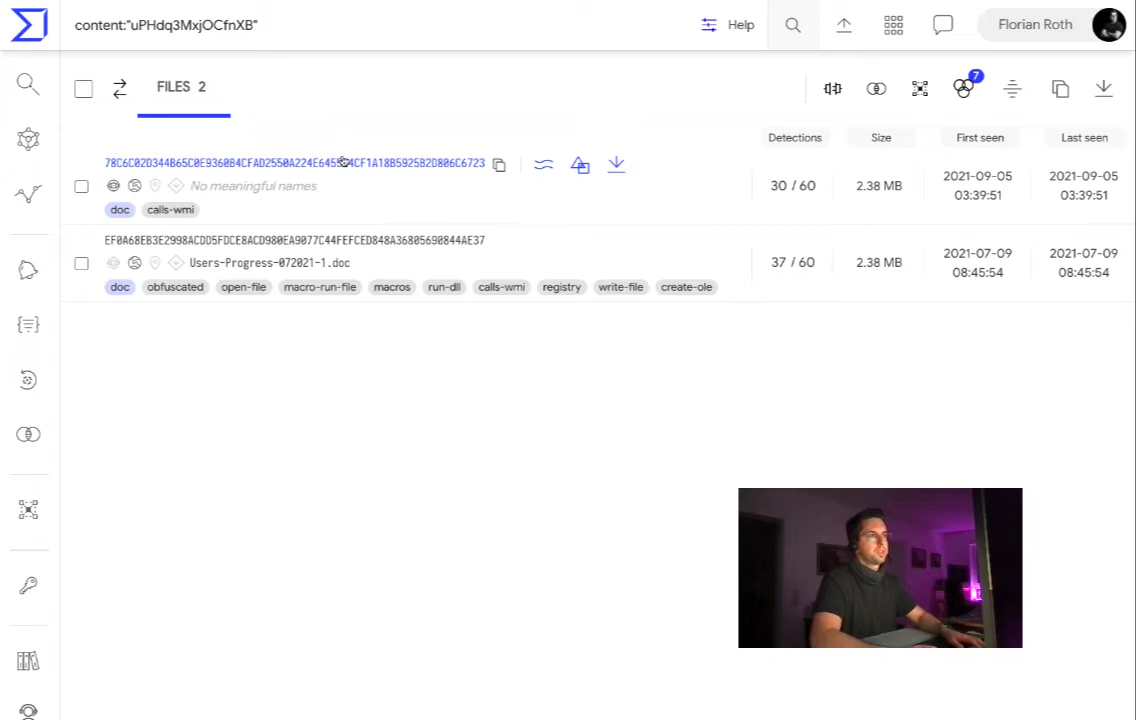 content:"uPHdq3MxjOCfnXB"
Help
Florian Roth
FILES 2
7
Detections
Size
First seen
Last seen
No meaningful names
30 / 60
2.38 MB
2021-09-05
03:39:51
2021-09-05
03:39:51
doc
calls-wmi
EF0A68EB3E2998ACDD5FDCE8ACD980EA9077C44FEFCED848A36805690844AE37
Users-Progress-072021-1.doc
37 / 60
2.38 MB
2021-07-09
08:45:54
2021-07-09
08:45:54
doc
obfuscated
open-file
macro-run-file
macros
run-dll
calls-wmi
registry
write-file
create-ole